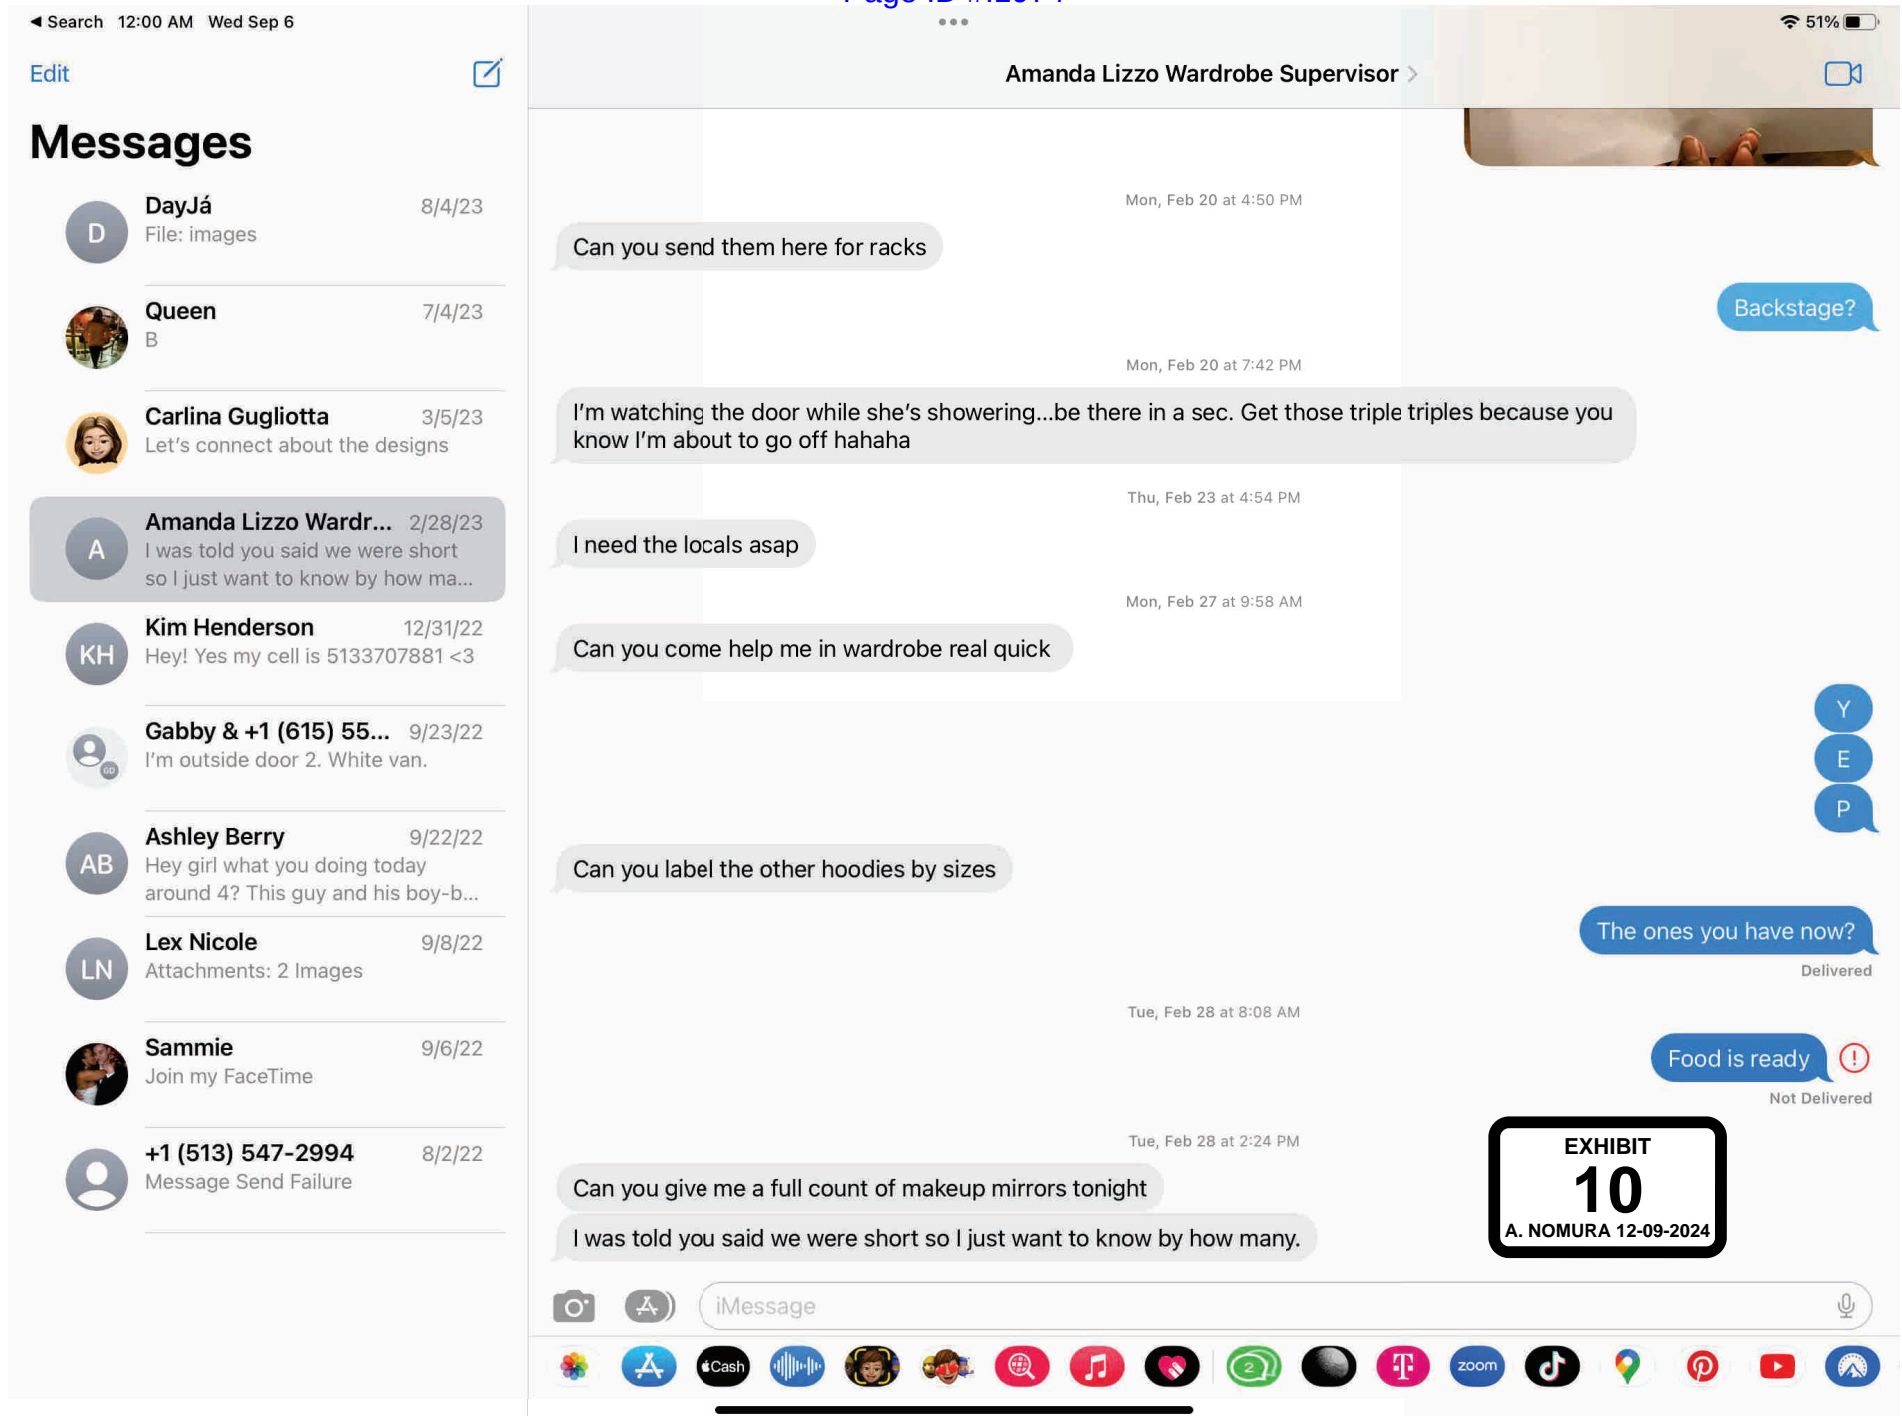 Search 12:00 AM Wed Sep 6
51%
Edit
Amanda Lizzo Wardrobe Supervisor
Messages
DayJá 8/4/23
D
File: images
Queen 7/4/23
B
Carlina Gugliotta 3/5/23
Let's connect about the designs
Amanda Lizzo Wardr... 2/28/23
A
I was told you said we were short
so I just want to know by how ma...
Kim Henderson 12/31/22
KH
Hey! Yes my cell is 5133707881 <3
Gabby & +1 (615) 55... 9/23/22
GD
I'm outside door 2. White van.
Ashley Berry 9/22/22
AB
Hey girl what you doing today
around 4? This guy and his boy-b...
Lex Nicole 9/8/22
LN
Attachments: 2 Images
Sammie 9/6/22
Join my FaceTime
+1 (513) 547-2994 8/2/22
Message Send Failure
Mon, Feb 20 at 4:50 PM
Can you send them here for racks
Backstage?
Mon, Feb 20 at 7:42 PM
I'm watching the door while she's showering...be there in a sec. Get those triple triples because you
know I'm about to go off hahaha
Thu, Feb 23 at 4:54 PM
I need the locals asap
Mon, Feb 27 at 9:58 AM
Can you come help me in wardrobe real quick
Y
E
P
Can you label the other hoodies by sizes
The ones you have now?
Delivered
Tue, Feb 28 at 8:08 AM
Food is ready
Not Delivered
Tue, Feb 28 at 2:24 PM
Can you give me a full count of makeup mirrors tonight
I was told you said we were short so I just want to know by how many.
EXHIBIT
10
A. NOMURA 12-09-2024
iMessage
Cash
2
T
zoom